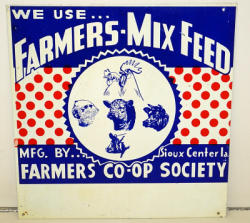 WE USE...
FARMERS-MIX FEED
MFG. BY... Sioux Center Ia.
FARMERS CO-OP SOCIETY